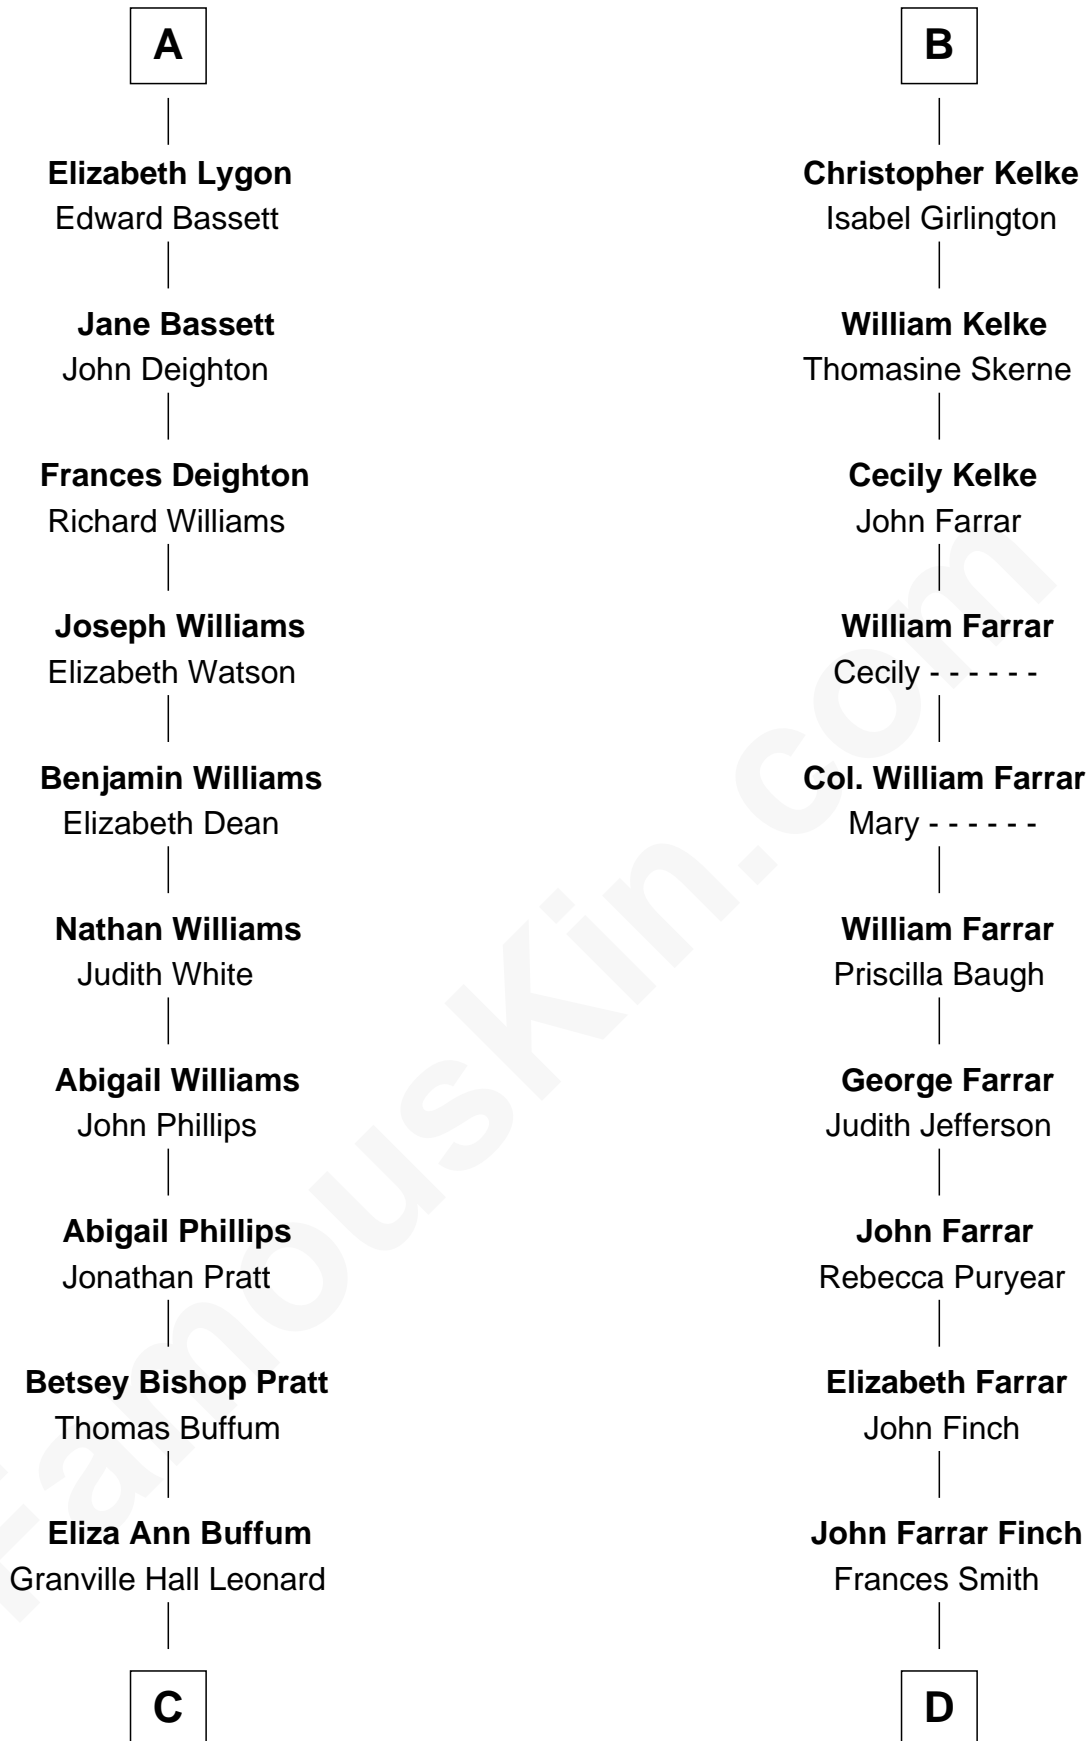 A
Elizabeth Lygon
Edward Bassett
Jane Bassett
John Deighton
Frances Deighton
Richard Williams
Joseph Williams
Elizabeth Watson
Benjamin Williams
Elizabeth Dean
Nathan Williams
Judith White
Abigail Williams
John Phillips
Abigail Phillips
Jonathan Pratt
Betsey Bishop Pratt
Thomas Buffum
Eliza Ann Buffum
Granville Hall Leonard
C
B
Christopher Kelke
Isabel Girlington
William Kelke
Thomasine Skerne
Cecily Kelke
John Farrar
William Farrar
Cecily - - - - - -
Col. William Farrar
Mary - - - - - -
William Farrar
Priscilla Baugh
George Farrar
Judith Jefferson
John Farrar
Rebecca Puryear
Elizabeth Farrar
John Finch
John Farrar Finch
Frances Smith
D
FamousKin.com